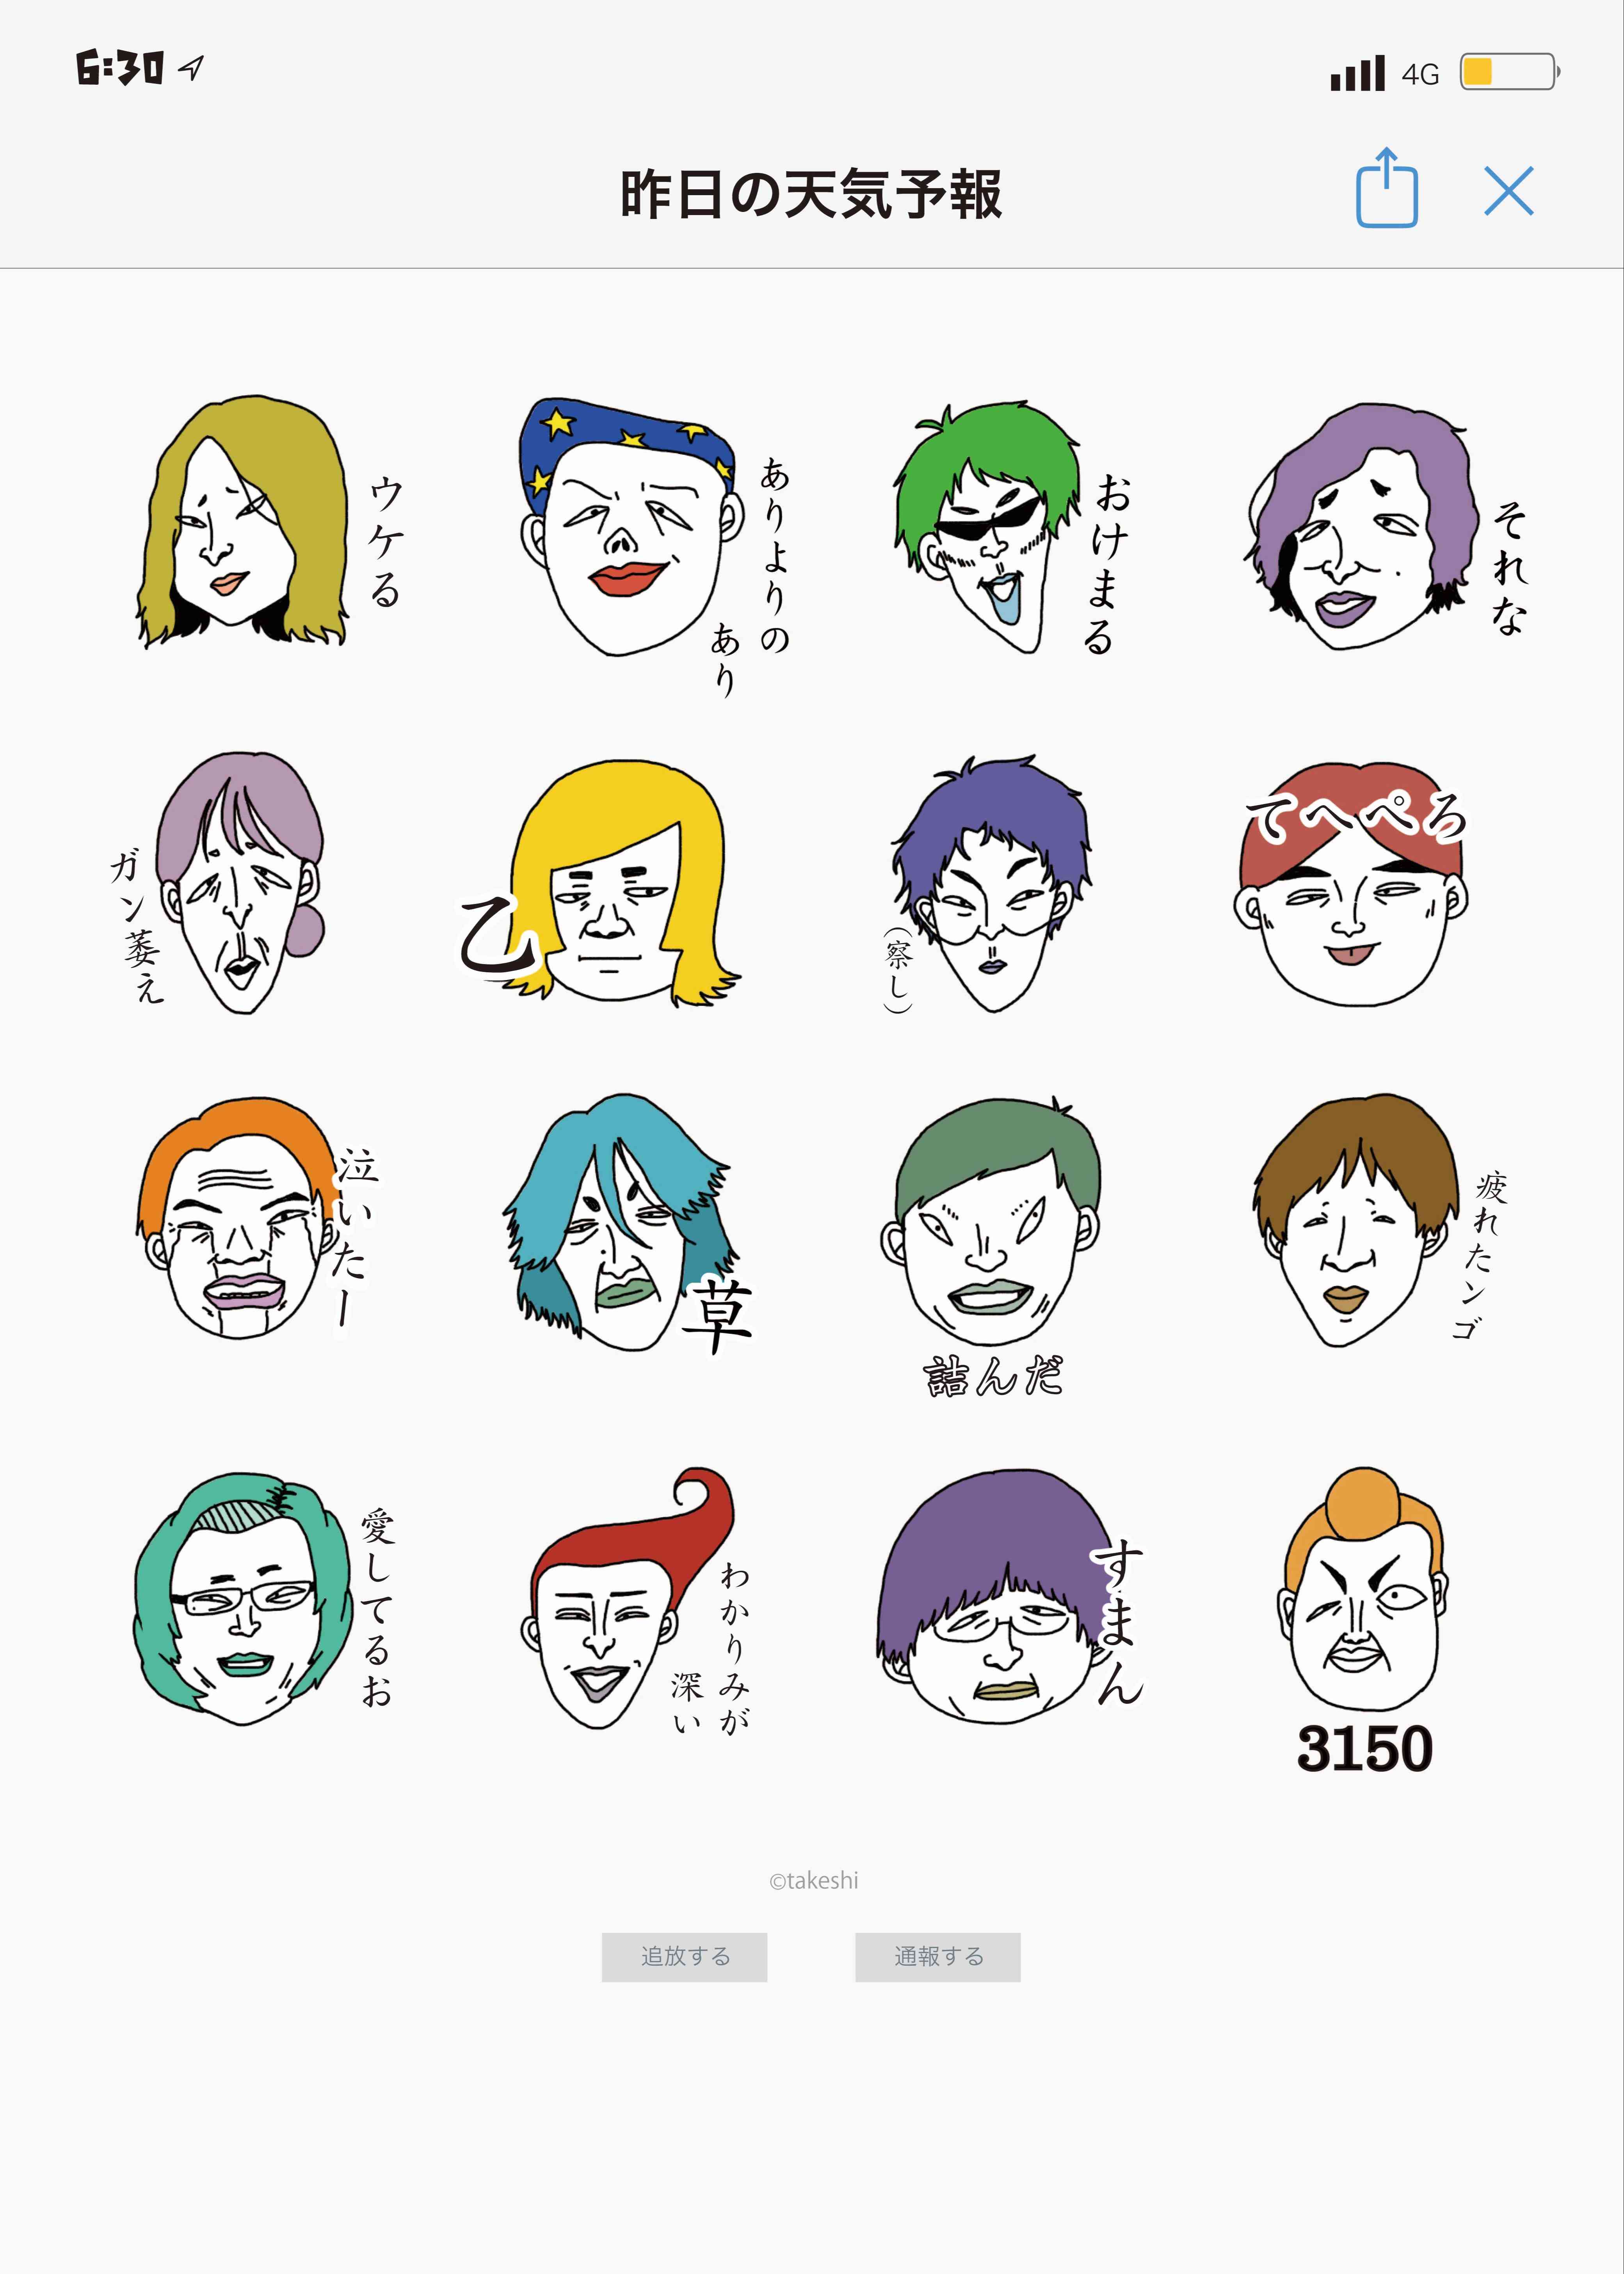 6:30
4G
昨日の天気予報
ウケる
ありよりの
あり
おけまる
それな
ガン萎え
乙
(察し)
てへぺろ
泣いたー
草
詰んだ
疲れたンゴ
愛してるお
わかりみが
深い
すまん
3150
©takeshi
追放する
通報する